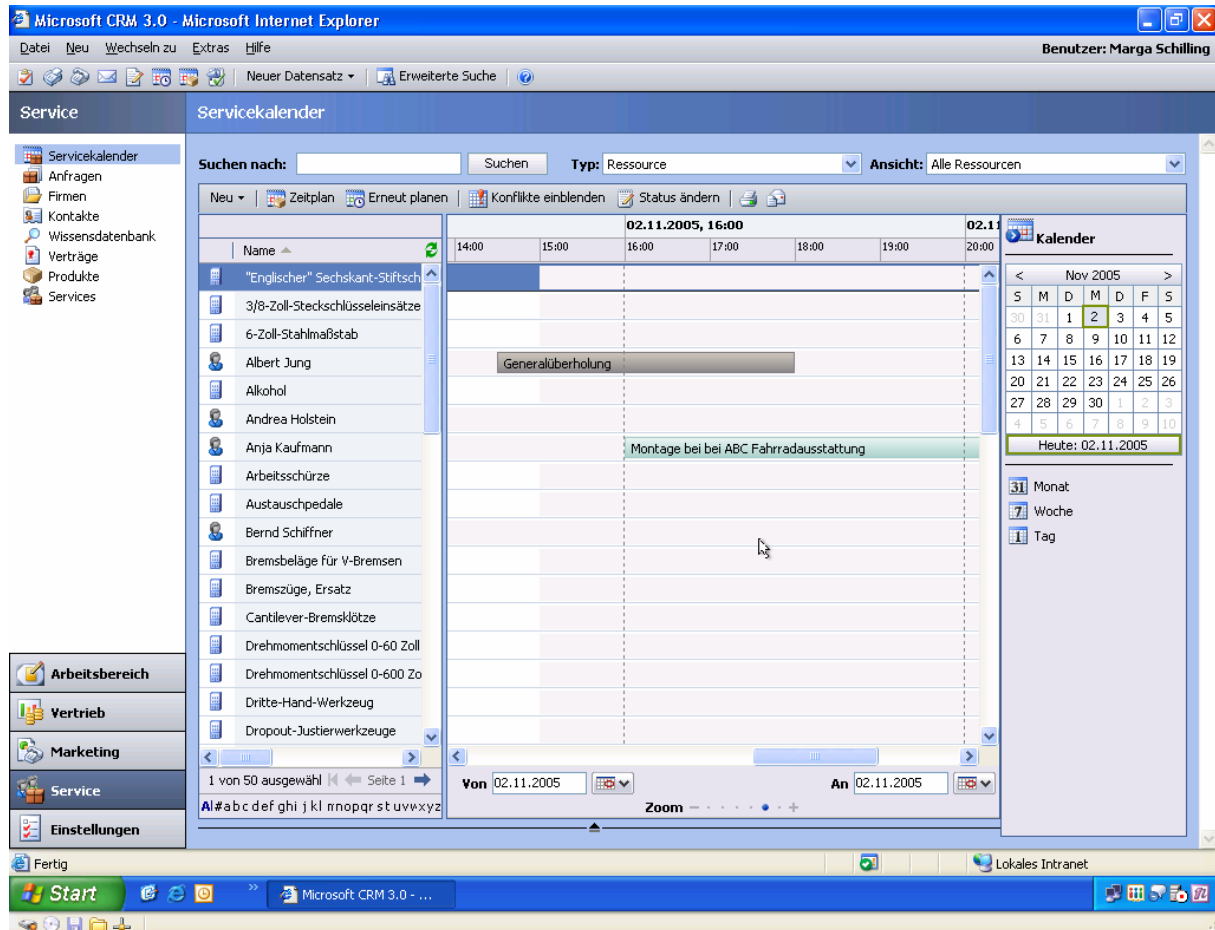 Microsoft CRM 3.0 - Microsoft Internet Explorer
Datei Neu Wechseln zu Extras Hilfe
Benutzer: Marga Schilling
Neuer Datensatz Erweiterte Suche
Service
Servicekalender
Servicekalender
Anfragen
Firmen
Kontakte
Wissensdatenbank
Verträge
Produkte
Services
Suchen nach: Suchen Typ: Ressource Ansicht: Alle Ressourcen
Neu Zeitplan Erneut planen Konflikte einblenden Status ändern
02.11.2005, 16:00 02.11
Name 14:00 15:00 16:00 17:00 18:00 19:00 20:00
"Englischer" Sechskant-Stiftsch
3/8-Zoll-Steckschlüsseleinsätze
6-Zoll-Stahlmaßstab
Albert Jung Generalüberholung
Alkohol
Andrea Holstein
Anja Kaufmann Montage bei bei ABC Fahrradausstattung
Arbeitsschürze
Austauschpedale
Bernd Schiffner
Bremsbeläge für V-Bremsen
Bremszüge, Ersatz
Cantilever-Bremsklötze
Drehmomentschlüssel 0-60 Zoll
Drehmomentschlüssel 0-600 Zo
Dritte-Hand-Werkzeug
Dropout-Justierwerkzeuge
1 von 50 ausgewähl Seite 1
Al # a b c d e f g h i j k l m n o p q r s t u v w x y z
Von 02.11.2005 An 02.11.2005
Zoom
Kalender
< Nov 2005 >
S M D M D F S
30 31 1 2 3 4 5
6 7 8 9 10 11 12
13 14 15 16 17 18 19
20 21 22 23 24 25 26
27 28 29 30 1 2 3
4 5 6 7 8 9 10
Heute: 02.11.2005
31 Monat
7 Woche
1 Tag
Arbeitsbereich
Vertrieb
Marketing
Service
Einstellungen
Fertig
Lokales Intranet
Start Microsoft CRM 3.0 - ...